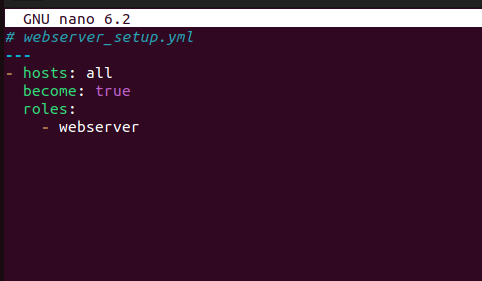 GNU nano 6.2
# webserver_setup.yml
---
- hosts: all
  become: true
  roles:
    - webserver